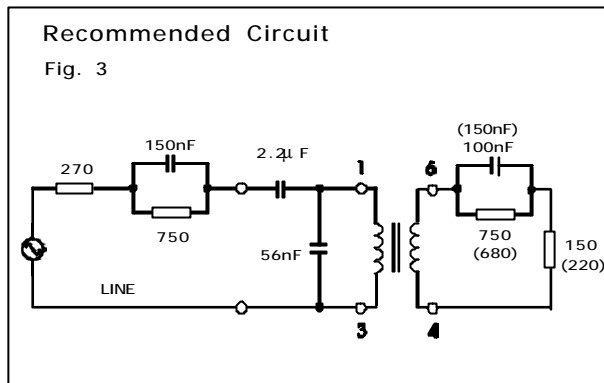 Recommended Circuit
Fig. 3
(150nF)
150nF
2.2µF
1
6
100nF
270
750
56nF
750
(680)
150
(220)
LINE
3
4